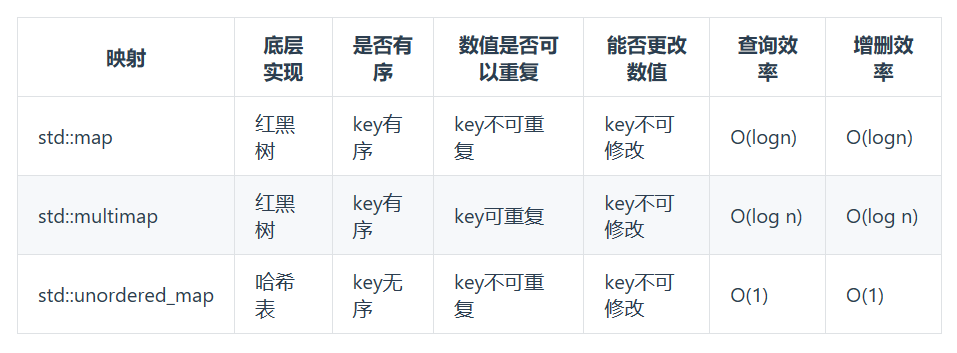 映射 底层实现 是否有序 数值是否可以重复 能否更改数值 查询效率 增删效率
std::map 红黑树 key有序 key不可重复 key不可修改 O(logn) O(logn)
std::multimap 红黑树 key有序 key可重复 key不可修改 O(log n) O(log n)
std::unordered_map 哈希表 key无序 key不可重复 key不可修改 O(1) O(1)